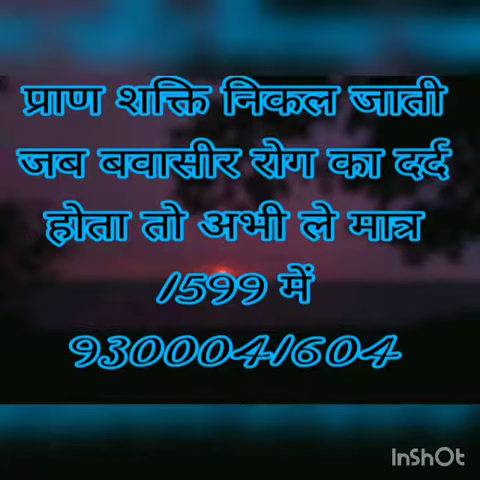 प्राण शक्ति निकल जाती
जब बवासीर रोग का दर्द
होता तो अभी ले मात्र
1599 में
9300041604
InShOt